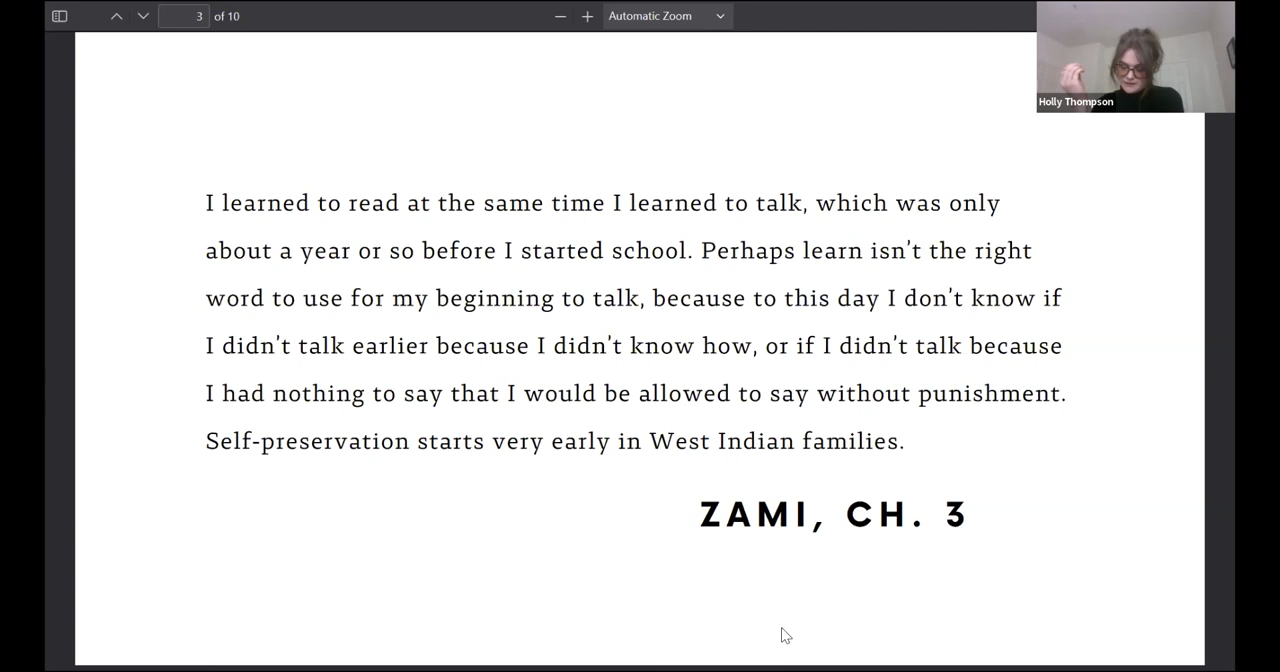 3 of 10
Automatic Zoom
Holly Thompson
I learned to read at the same time I learned to talk, which was only
about a year or so before I started school. Perhaps learn isn't the right
word to use for my beginning to talk, because to this day I don't know if
I didn't talk earlier because I didn't know how, or if I didn't talk because
I had nothing to say that I would be allowed to say without punishment.
Self-preservation starts very early in West Indian families.
ZAMI, CH. 3